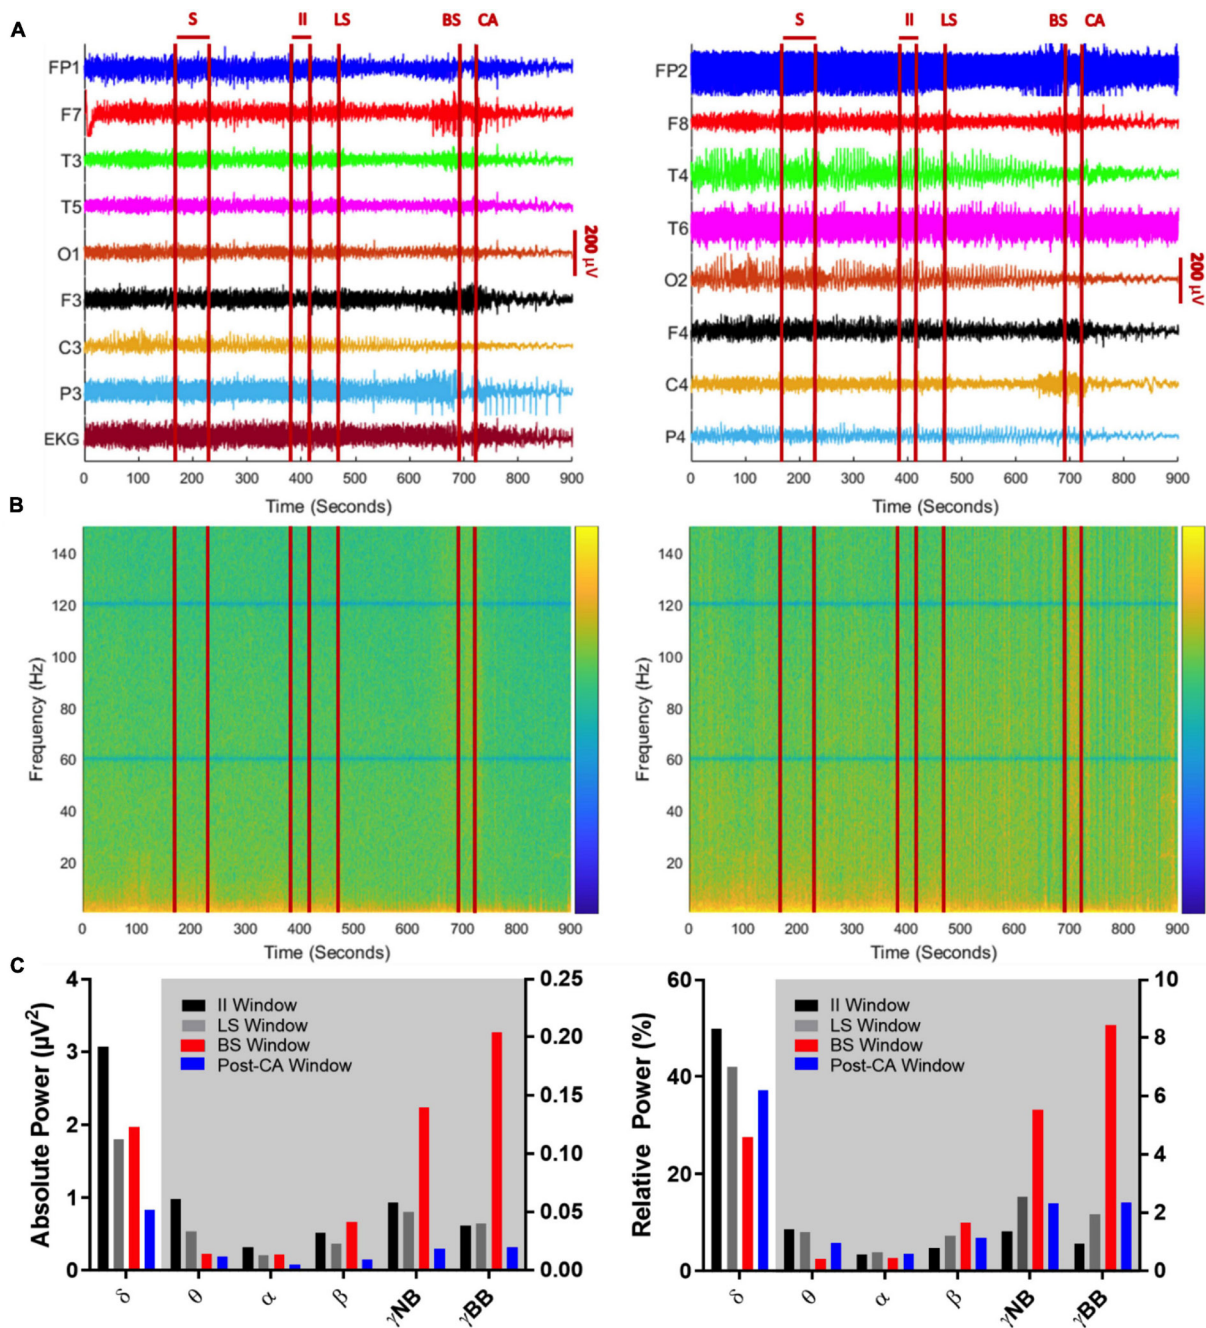 A
S II LS BS CA
FP1
F7
T3
T5
O1
F3
C3
P3
EKG
200 μV
0 100 200 300 400 500 600 700 800 900
Time (Seconds)
S II LS BS CA
FP2
F8
T4
T6
O2
F4
C4
P4
200 μV
0 100 200 300 400 500 600 700 800 900
Time (Seconds)
B
Frequency (Hz)
140
120
100
80
60
40
20
0 100 200 300 400 500 600 700 800 900
Time (Seconds)
Frequency (Hz)
140
120
100
80
60
40
20
0 100 200 300 400 500 600 700 800 900
Time (Seconds)
C
Absolute Power (μV²)
4
3
2
1
0
0.25
0.20
0.15
0.10
0.05
0.00
II Window
LS Window
BS Window
Post-CA Window
δ θ α β γNB γBB
Relative Power (%)
60
40
20
0
10
8
6
4
2
0
II Window
LS Window
BS Window
Post-CA Window
δ θ α β γNB γBB